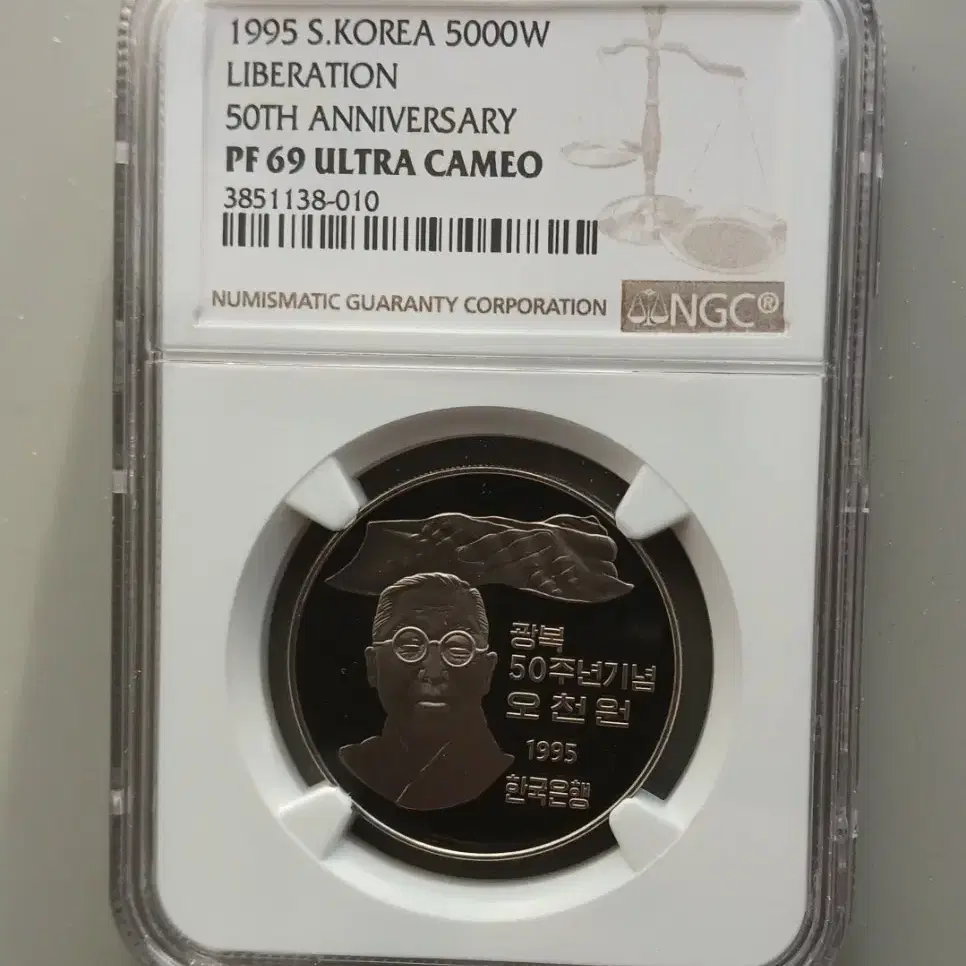 1995 S.KOREA 5000W
LIBERATION
50TH ANNIVERSARY
PF 69 ULTRA CAMEO
3851138-010
NUMISMATIC GUARANTY CORPORATION
NGC®
광복
50주년기념
오천원
1995
한국은행